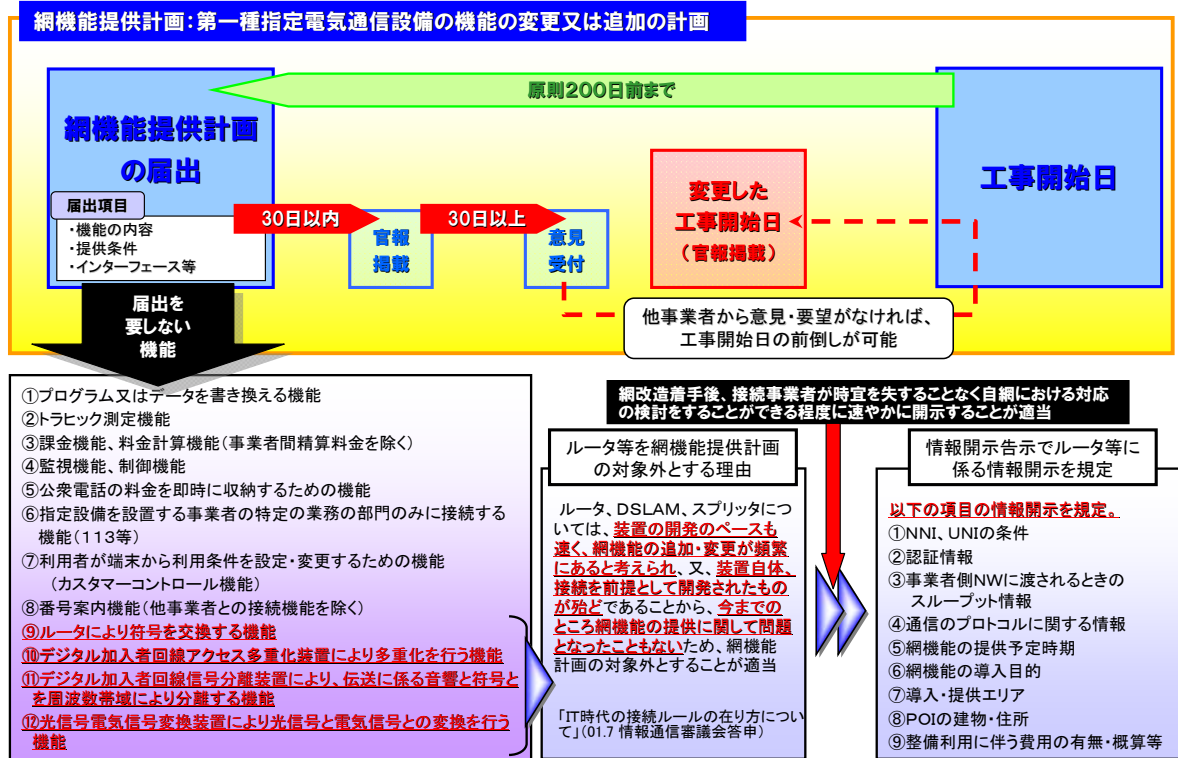 網機能提供計画：第一種指定電気通信設備の機能の変更又は追加の計画
原則２００日前まで
網機能提供計画
の届出
届出項目
・機能の内容
・提供条件
・インターフェース等
30日以内
官報
掲載
30日以上
意見
受付
変更した
工事開始日
（官報掲載）
工事開始日
他事業者から意見・要望がなければ、
工事開始日の前倒しが可能
届出を
要しない
機能
①プログラム又はデータを書き換える機能
②トラヒック測定機能
③課金機能、料金計算機能（事業者間精算料金を除く）
④監視機能、制御機能
⑤公衆電話の料金を即時に収納するための機能
⑥指定設備を設置する事業者の特定の業務の部門のみに接続する
機能（113等）
⑦利用者が端末から利用条件を設定・変更するための機能
（カスタマーコントロール機能）
⑧番号案内機能（他事業者との接続機能を除く）
⑨ルータにより符号を交換する機能
⑩デジタル加入者回線アクセス多重化装置により多重化を行う機能
⑪デジタル加入者回線信号分離装置により、伝送に係る音響と符号と
を周波数帯域により分離する機能
⑫光信号電気信号変換装置により光信号と電気信号との変換を行う
機能
網改造着手後、接続事業者が時宜を失することなく自網における対応
の検討をすることができる程度に速やかに開示することが適当
ルータ等を網機能提供計画
の対象外とする理由
ルータ、DSLAM、スプリッタにつ
いては、装置の開発のペースも
速く、網機能の追加・変更が頻繁
にあると考えられ、又、装置自体、
接続を前提として開発されたもの
が殆どであることから、今までの
ところ網機能の提供に関して問題
となったこともないため、網機能
計画の対象外とすることが適当
「IT時代の接続ルールの在り方につい
て」（01.7 情報通信審議会答申）
情報開示告示でルータ等に
係る情報開示を規定
以下の項目の情報開示を規定。
①NNI、UNIの条件
②認証情報
③事業者側NWに渡されるときの
スループット情報
④通信のプロトコルに関する情報
⑤網機能の提供予定時期
⑥網機能の導入目的
⑦導入・提供エリア
⑧POIの建物・住所
⑨整備利用に伴う費用の有無・概算等